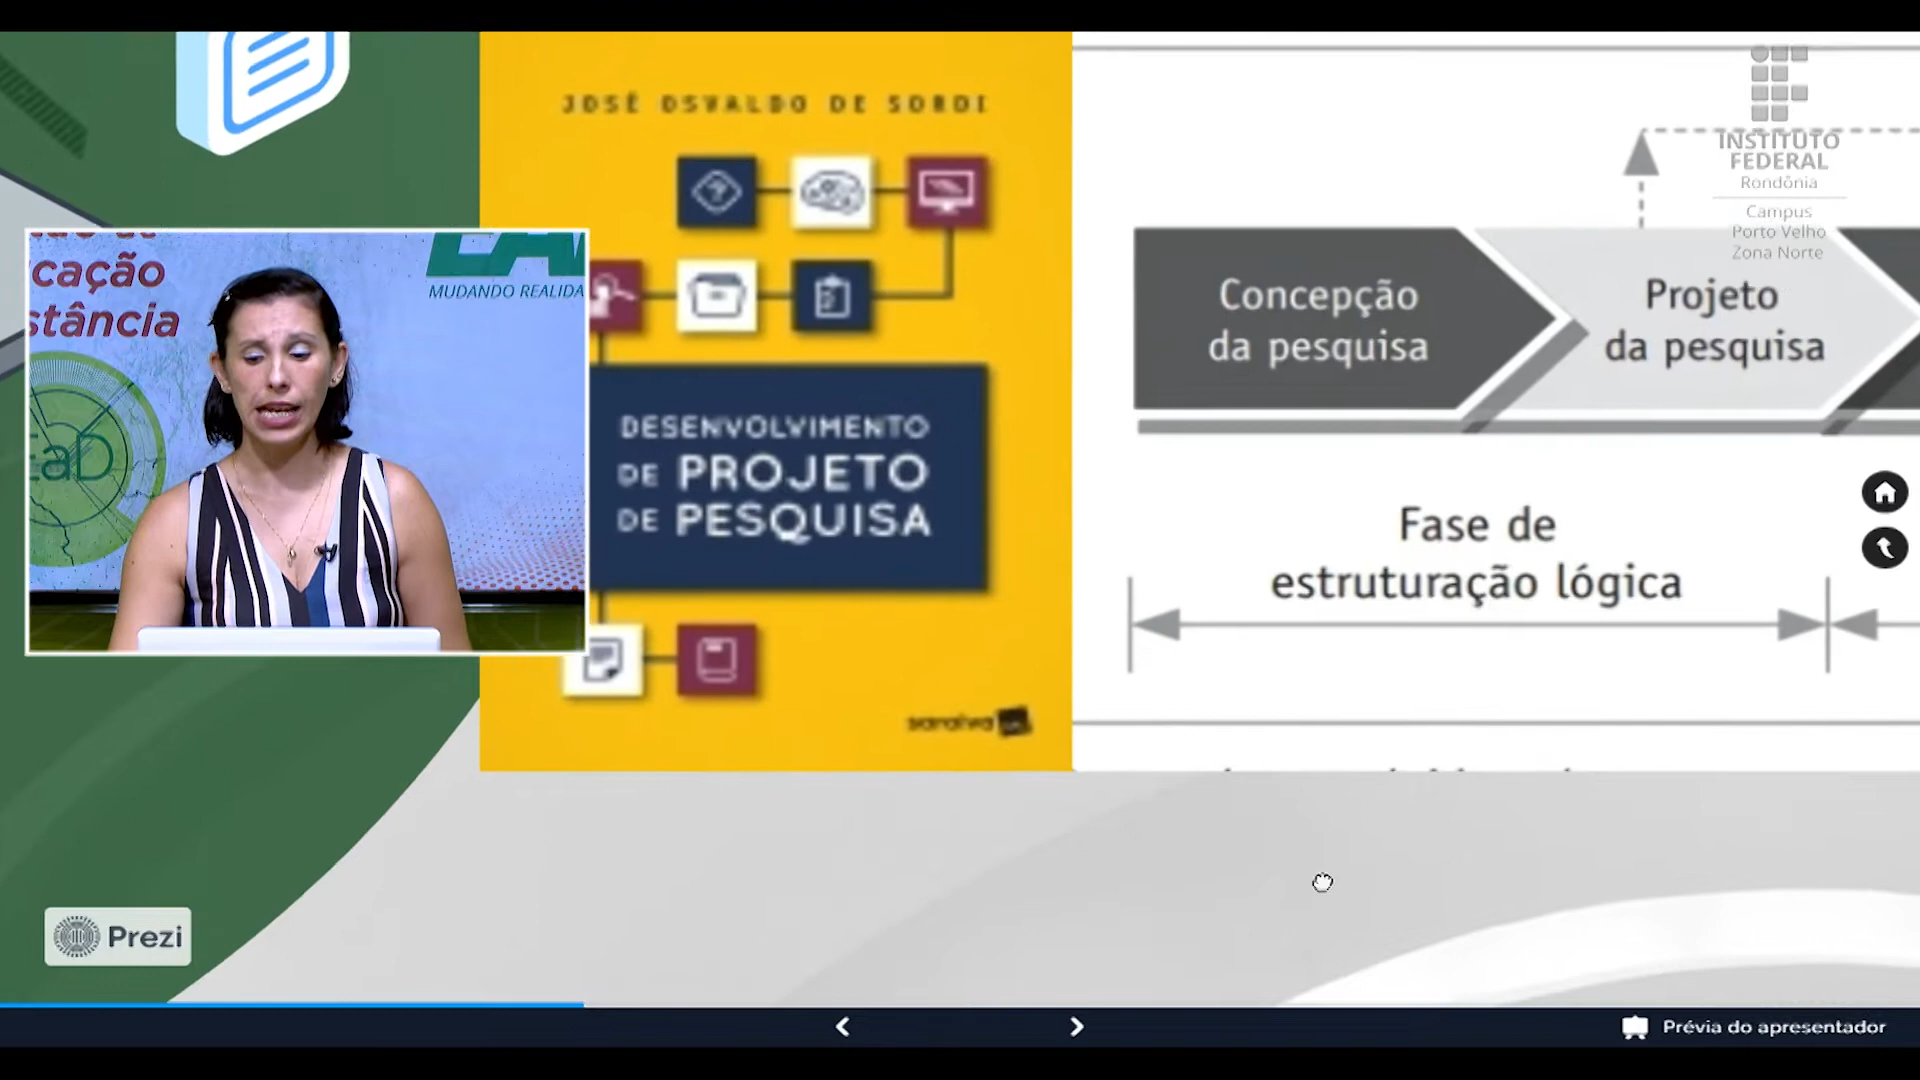 JOSÉ OSVALDO DE SORDI
DESENVOLVIMENTO
DE PROJETO
DE PESQUISA
saraiva
cação
stância
EaD
MUDANDO REALIDA
INSTITUTO
FEDERAL
Rondônia
Campus
Porto Velho
Zona Norte
Concepção
da pesquisa
Projeto
da pesquisa
Fase de
estruturação lógica
Prezi
Prévia do apresentador